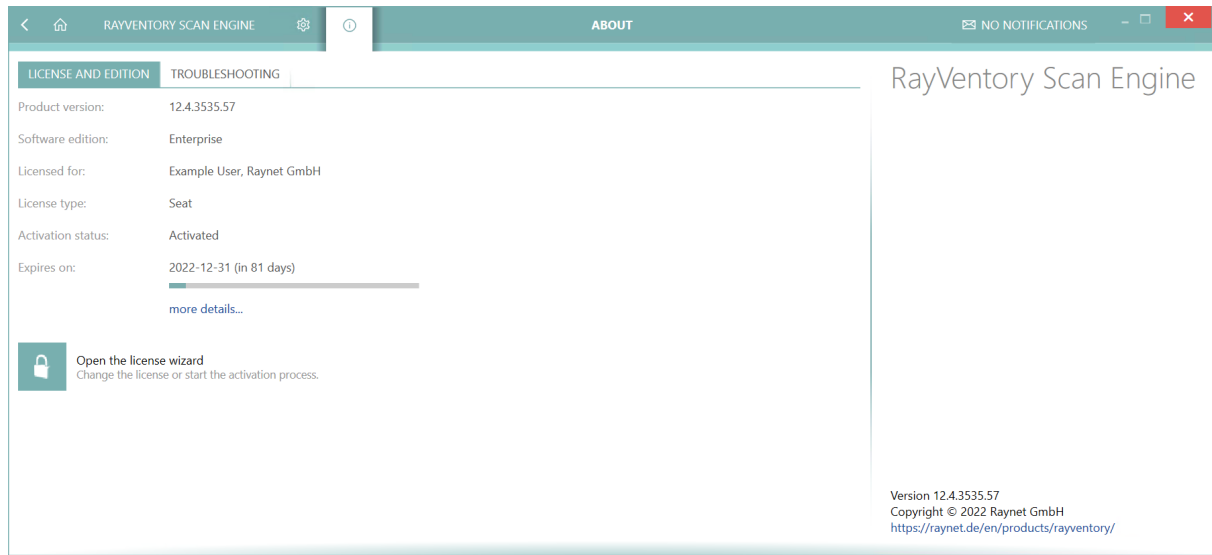 RAYVENTORY SCAN ENGINE
ABOUT
NO NOTIFICATIONS
LICENSE AND EDITION
TROUBLESHOOTING
Product version: 12.4.3535.57
Software edition: Enterprise
Licensed for: Example User, Raynet GmbH
License type: Seat
Activation status: Activated
Expires on: 2022-12-31 (in 81 days)
more details...
Open the license wizard
Change the license or start the activation process.
RayVentory Scan Engine
Version 12.4.3535.57
Copyright © 2022 Raynet GmbH
https://raynet.de/en/products/rayventory/